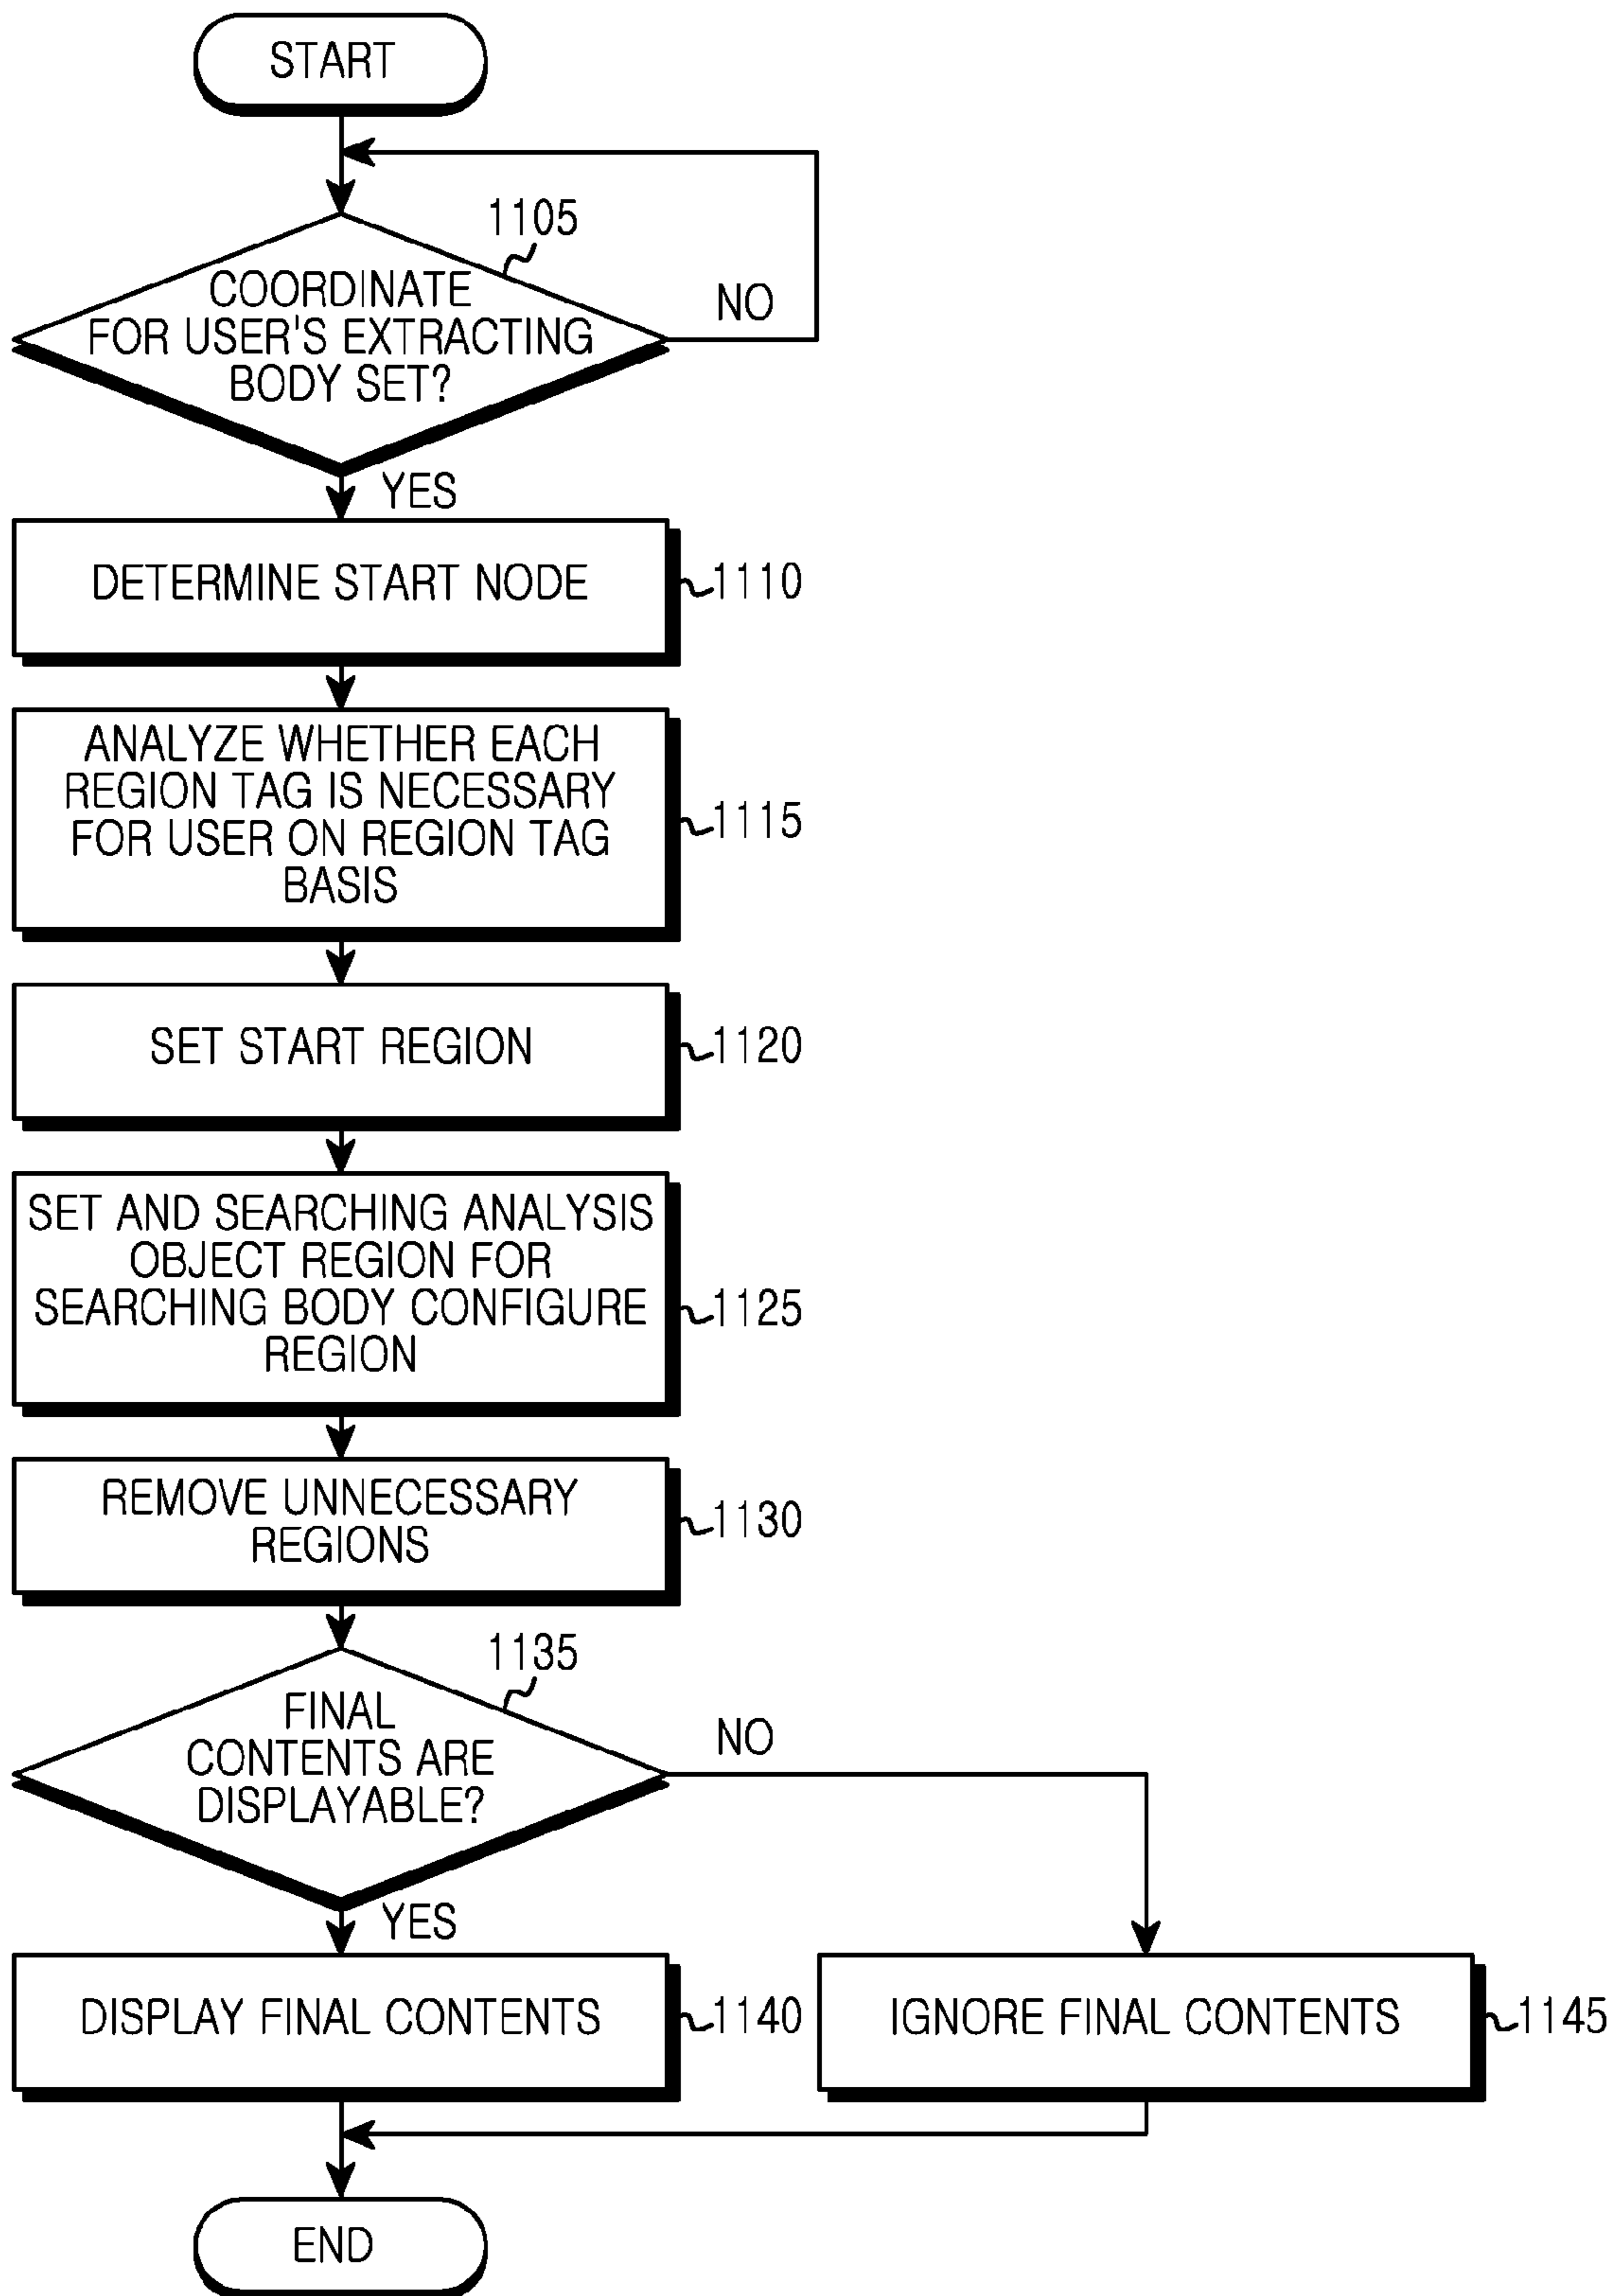 START
1105
COORDINATE
FOR USER'S EXTRACTING
BODY SET?
NO
YES
DETERMINE START NODE
1110
ANALYZE WHETHER EACH
REGION TAG IS NECESSARY
FOR USER ON REGION TAG
BASIS
1115
SET START REGION
1120
SET AND SEARCHING ANALYSIS
OBJECT REGION FOR
SEARCHING BODY CONFIGURE
REGION
1125
REMOVE UNNECESSARY
REGIONS
1130
1135
FINAL
CONTENTS ARE
DISPLAYABLE?
NO
YES
DISPLAY FINAL CONTENTS
1140
IGNORE FINAL CONTENTS
1145
END